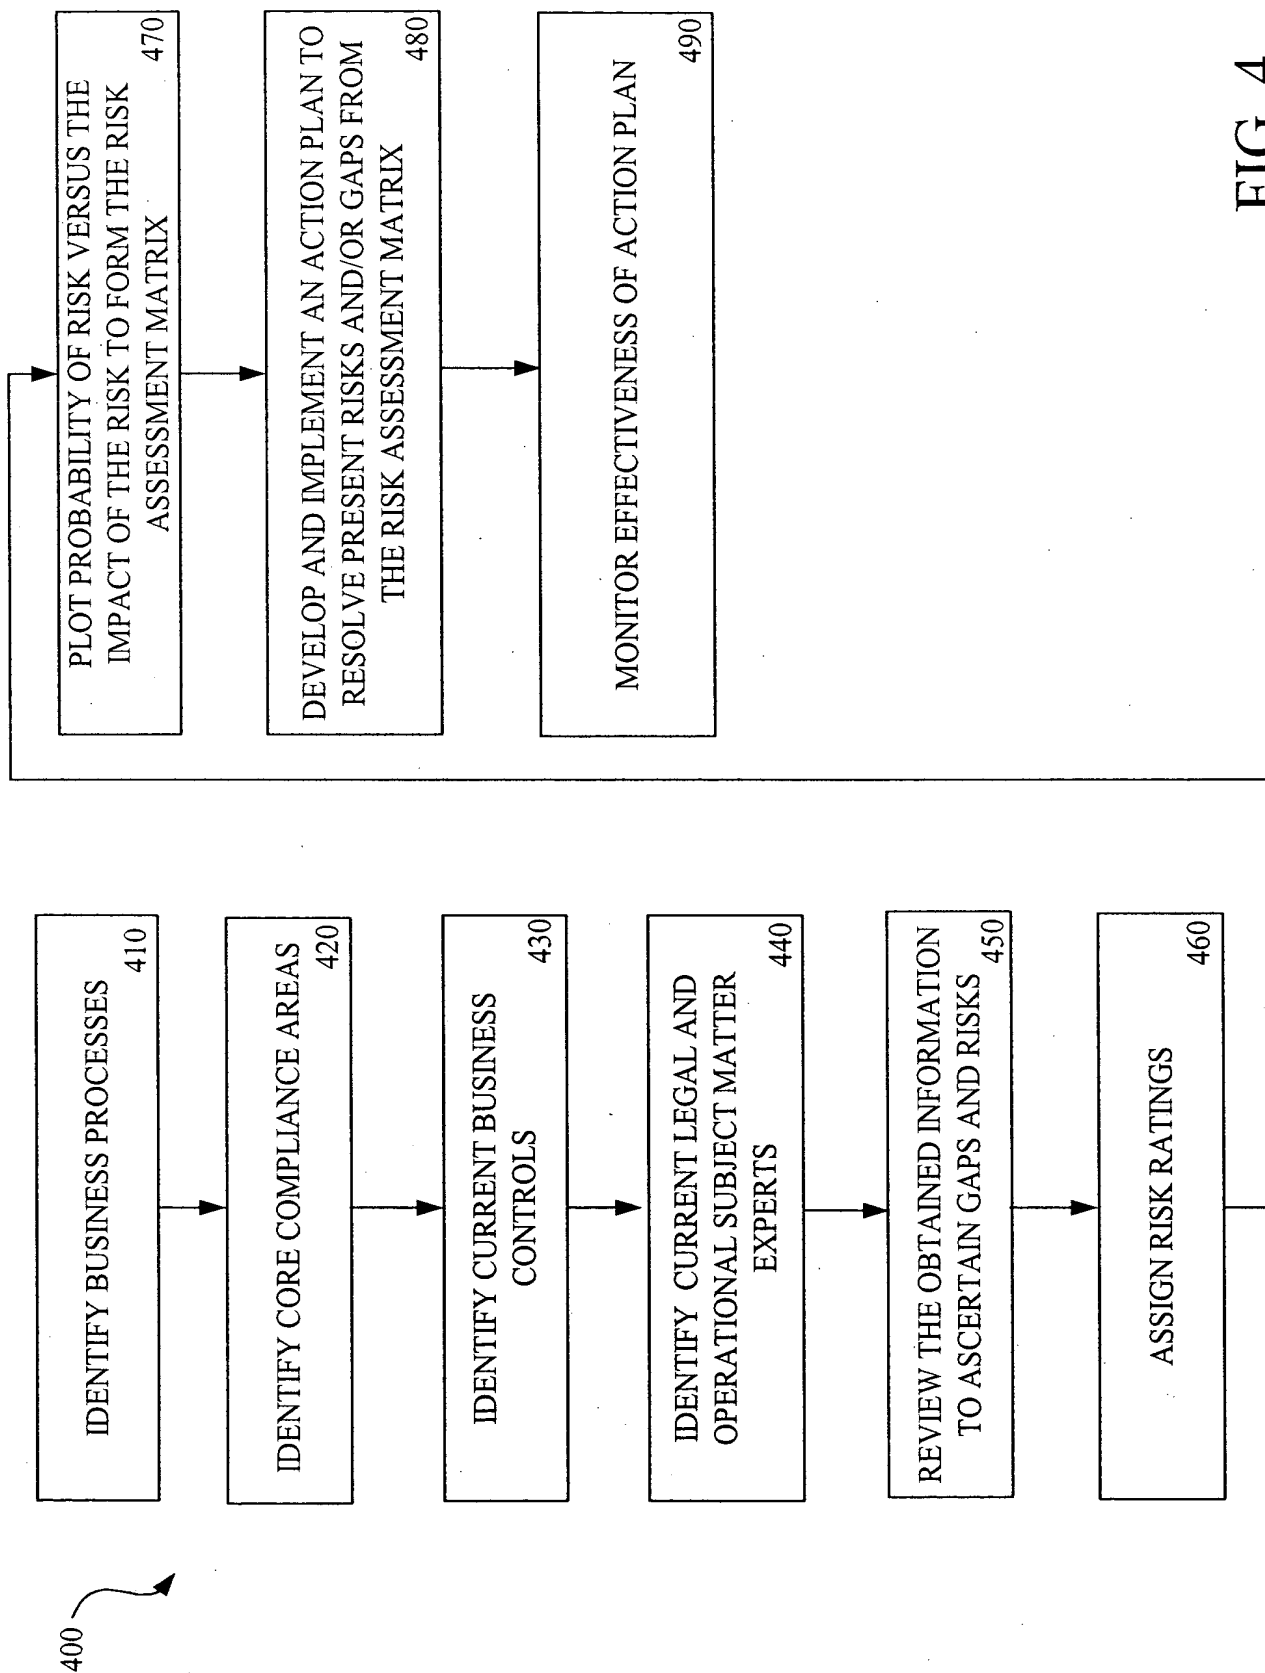 400
IDENTIFY BUSINESS PROCESSES
410
IDENTIFY CORE COMPLIANCE AREAS
420
IDENTIFY CURRENT BUSINESS
CONTROLS
430
IDENTIFY CURRENT LEGAL AND
OPERATIONAL SUBJECT MATTER
EXPERTS
440
REVIEW THE OBTAINED INFORMATION
TO ASCERTAIN GAPS AND RISKS
450
ASSIGN RISK RATINGS
460
PLOT PROBABILITY OF RISK VERSUS THE
IMPACT OF THE RISK TO FORM THE RISK
ASSESSMENT MATRIX
470
DEVELOP AND IMPLEMENT AN ACTION PLAN TO
RESOLVE PRESENT RISKS AND/OR GAPS FROM
THE RISK ASSESSMENT MATRIX
480
MONITOR EFFECTIVENESS OF ACTION PLAN
490
FIG. 4